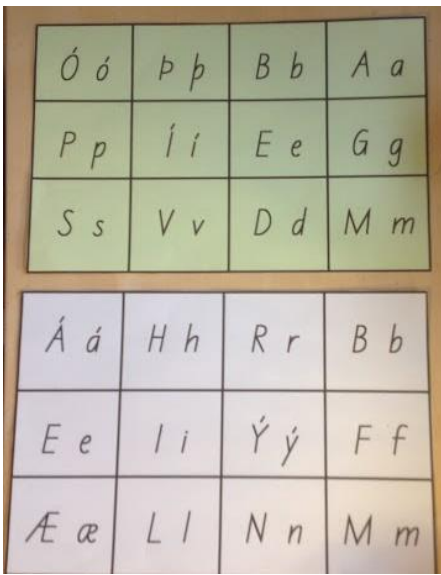 Ó ó Þ þ B b A a
P p Í í E e G g
S s V v D d M m
Á á H h R r B b
E e I i Ý ý F f
Æ æ L l N n M m